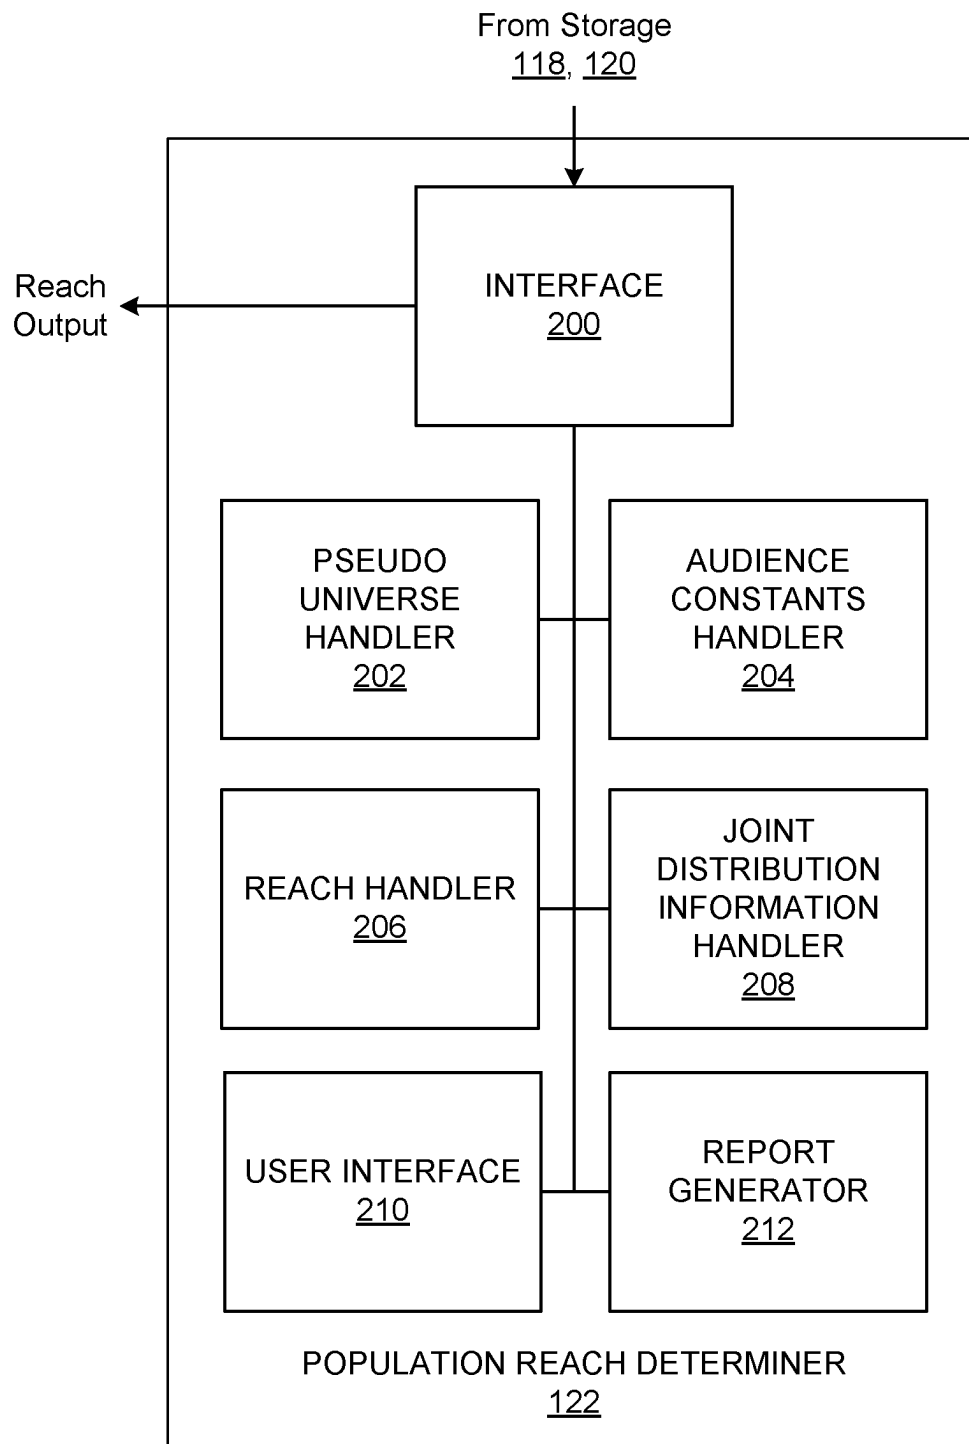 From Storage
118, 120
Reach
Output
INTERFACE
200
PSEUDO
UNIVERSE
HANDLER
202
AUDIENCE
CONSTANTS
HANDLER
204
REACH HANDLER
206
JOINT
DISTRIBUTION
INFORMATION
HANDLER
208
USER INTERFACE
210
REPORT
GENERATOR
212
POPULATION REACH DETERMINER
122